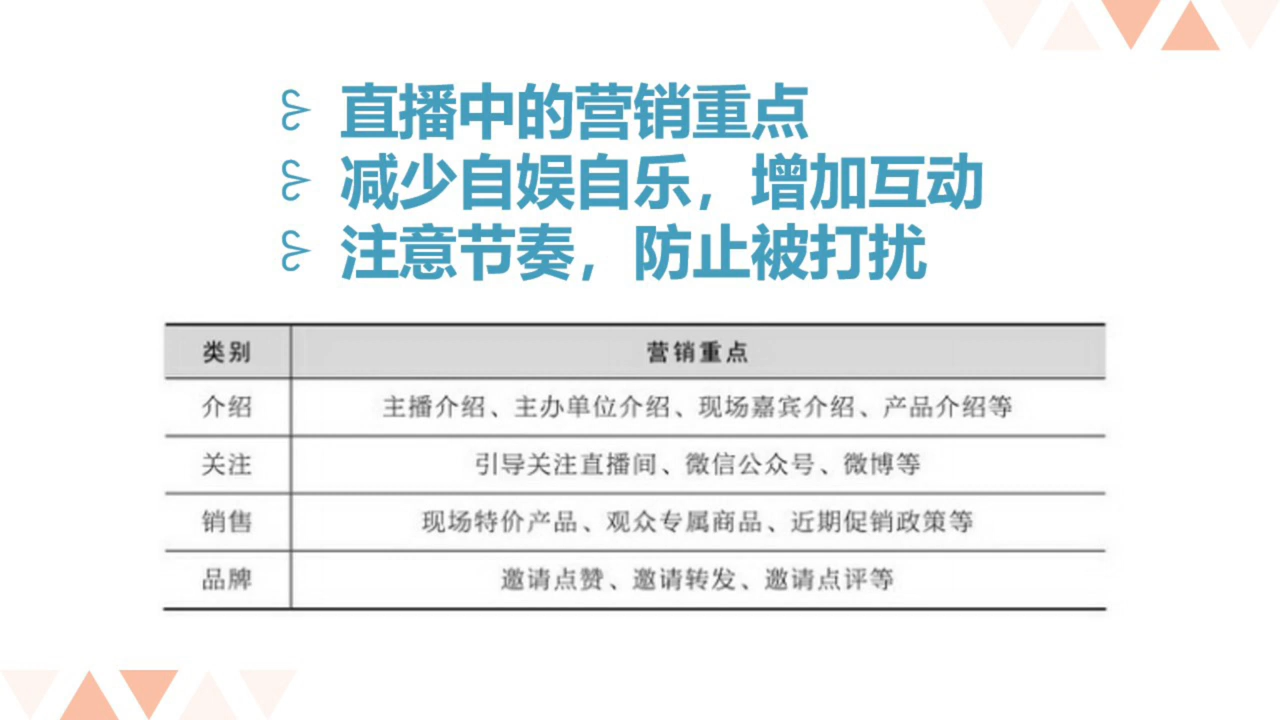 直播中的营销重点
减少自娱自乐，增加互动
注意节奏，防止被打扰
类别 营销重点
介绍 主播介绍、主办单位介绍、现场嘉宾介绍、产品介绍等
关注 引导关注直播间、微信公众号、微博等
销售 现场特价产品、观众专属商品、近期促销政策等
品牌 邀请点赞、邀请转发、邀请点评等